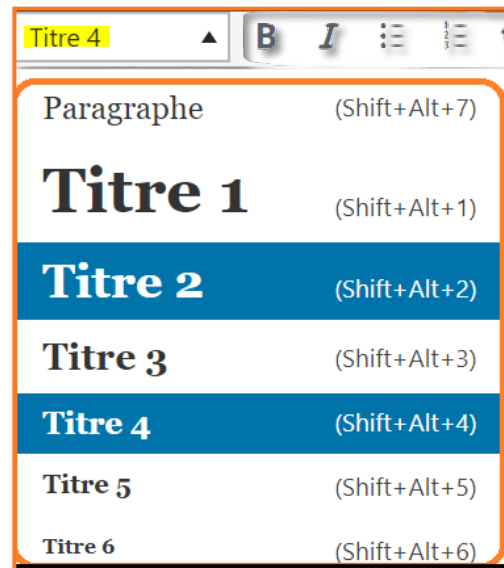 Titre 4 ▲ B I
Paragraphe (Shift+Alt+7)
Titre 1 (Shift+Alt+1)
Titre 2 (Shift+Alt+2)
Titre 3 (Shift+Alt+3)
Titre 4 (Shift+Alt+4)
Titre 5 (Shift+Alt+5)
Titre 6 (Shift+Alt+6)